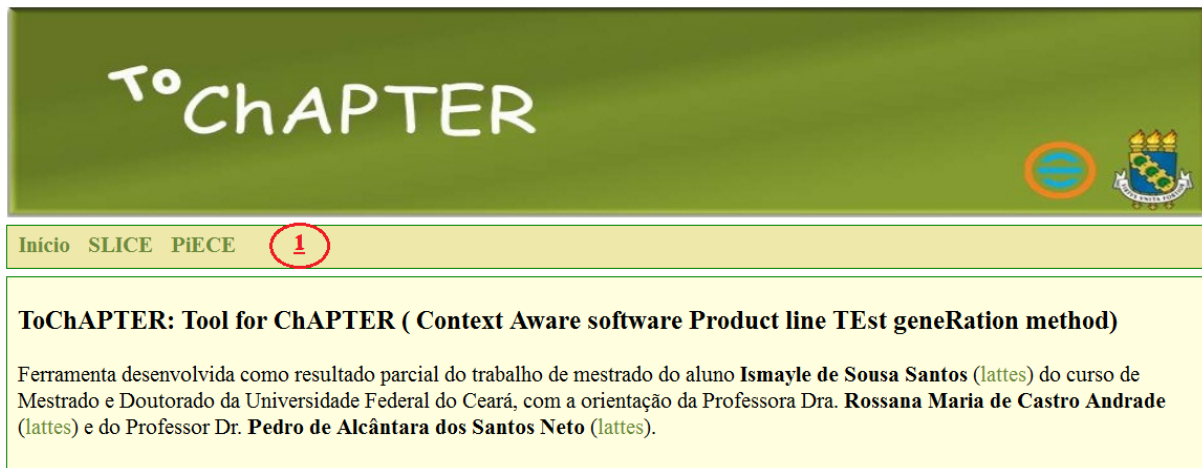 ToChAPTER
Início SLICE PiECE 1
ToChAPTER: Tool for ChAPTER ( Context Aware software Product line TEst geneRation method)
Ferramenta desenvolvida como resultado parcial do trabalho de mestrado do aluno Ismayle de Sousa Santos (lattes) do curso de
Mestrado e Doutorado da Universidade Federal do Ceará, com a orientação da Professora Dra. Rossana Maria de Castro Andrade
(lattes) e do Professor Dr. Pedro de Alcântara dos Santos Neto (lattes).